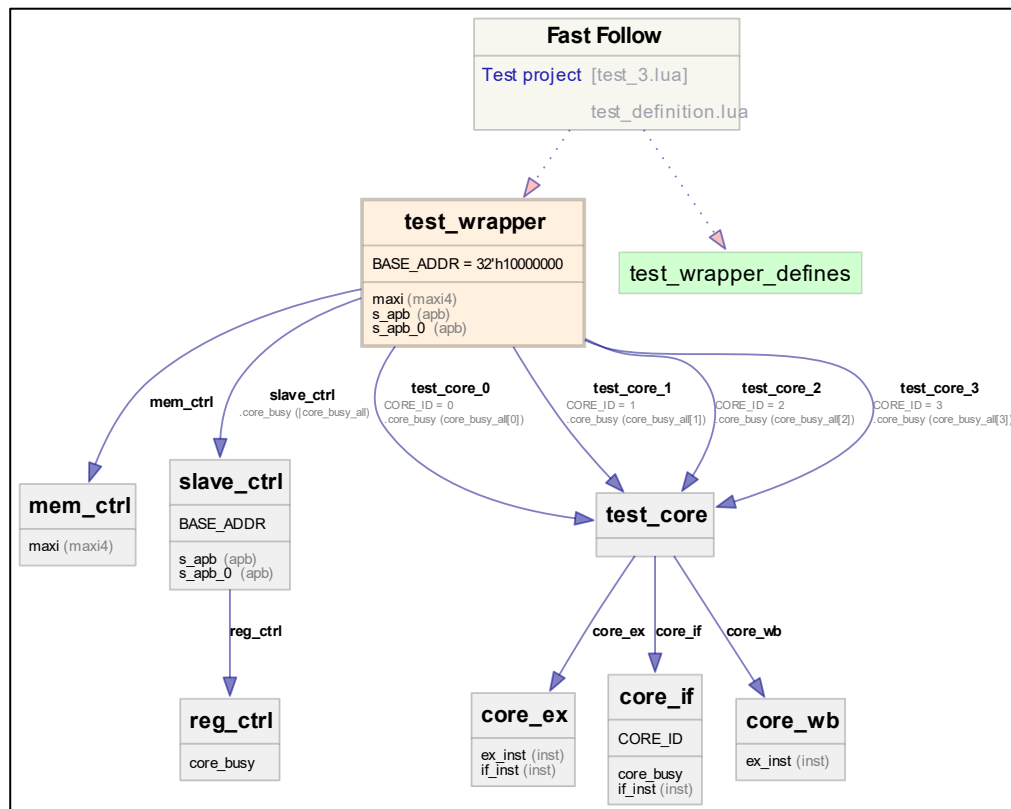 Fast Follow
Test project [test_3.lua]
test_definition.lua
test_wrapper
BASE_ADDR = 32'h10000000
maxi (maxi4)
s_apb (apb)
s_apb_0 (apb)
test_wrapper_defines
mem_ctrl
slave_ctrl
.core_busy (|core_busy_all)
test_core_0
CORE_ID = 0
.core_busy (core_busy_all[0])
test_core_1
CORE_ID = 1
.core_busy (core_busy_all[1])
test_core_2
CORE_ID = 2
.core_busy (core_busy_all[2])
test_core_3
CORE_ID = 3
.core_busy (core_busy_all[3])
mem_ctrl
maxi (maxi4)
slave_ctrl
BASE_ADDR
s_apb (apb)
s_apb_0 (apb)
test_core
reg_ctrl
core_ex
core_if
core_wb
reg_ctrl
core_busy
core_ex
ex_inst (inst)
if_inst (inst)
core_if
CORE_ID
core_busy
if_inst (inst)
core_wb
ex_inst (inst)